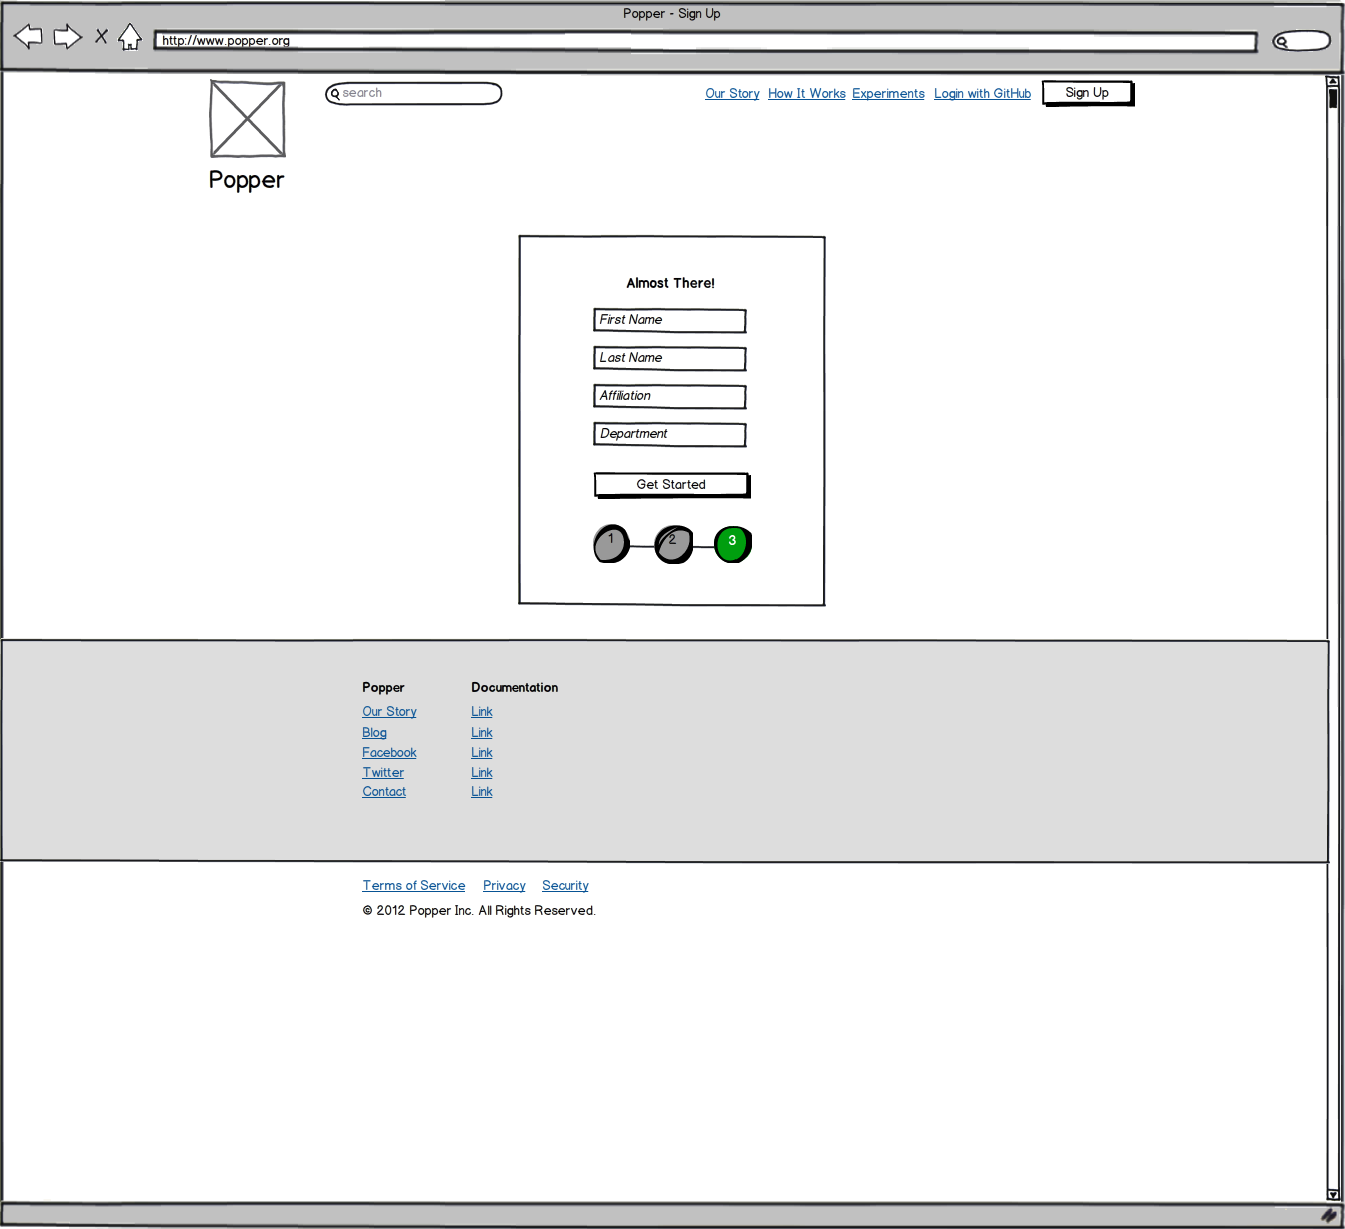 Popper - Sign Up
http://www.popper.org
search
Our Story How It Works Experiments Login with GitHub Sign Up
Popper
Almost There!
First Name
Last Name
Affiliation
Department
Get Started
1 2 3
Popper Documentation
Our Story Link
Blog Link
Facebook Link
Twitter Link
Contact Link
Terms of Service Privacy Security
© 2012 Popper Inc. All Rights Reserved.